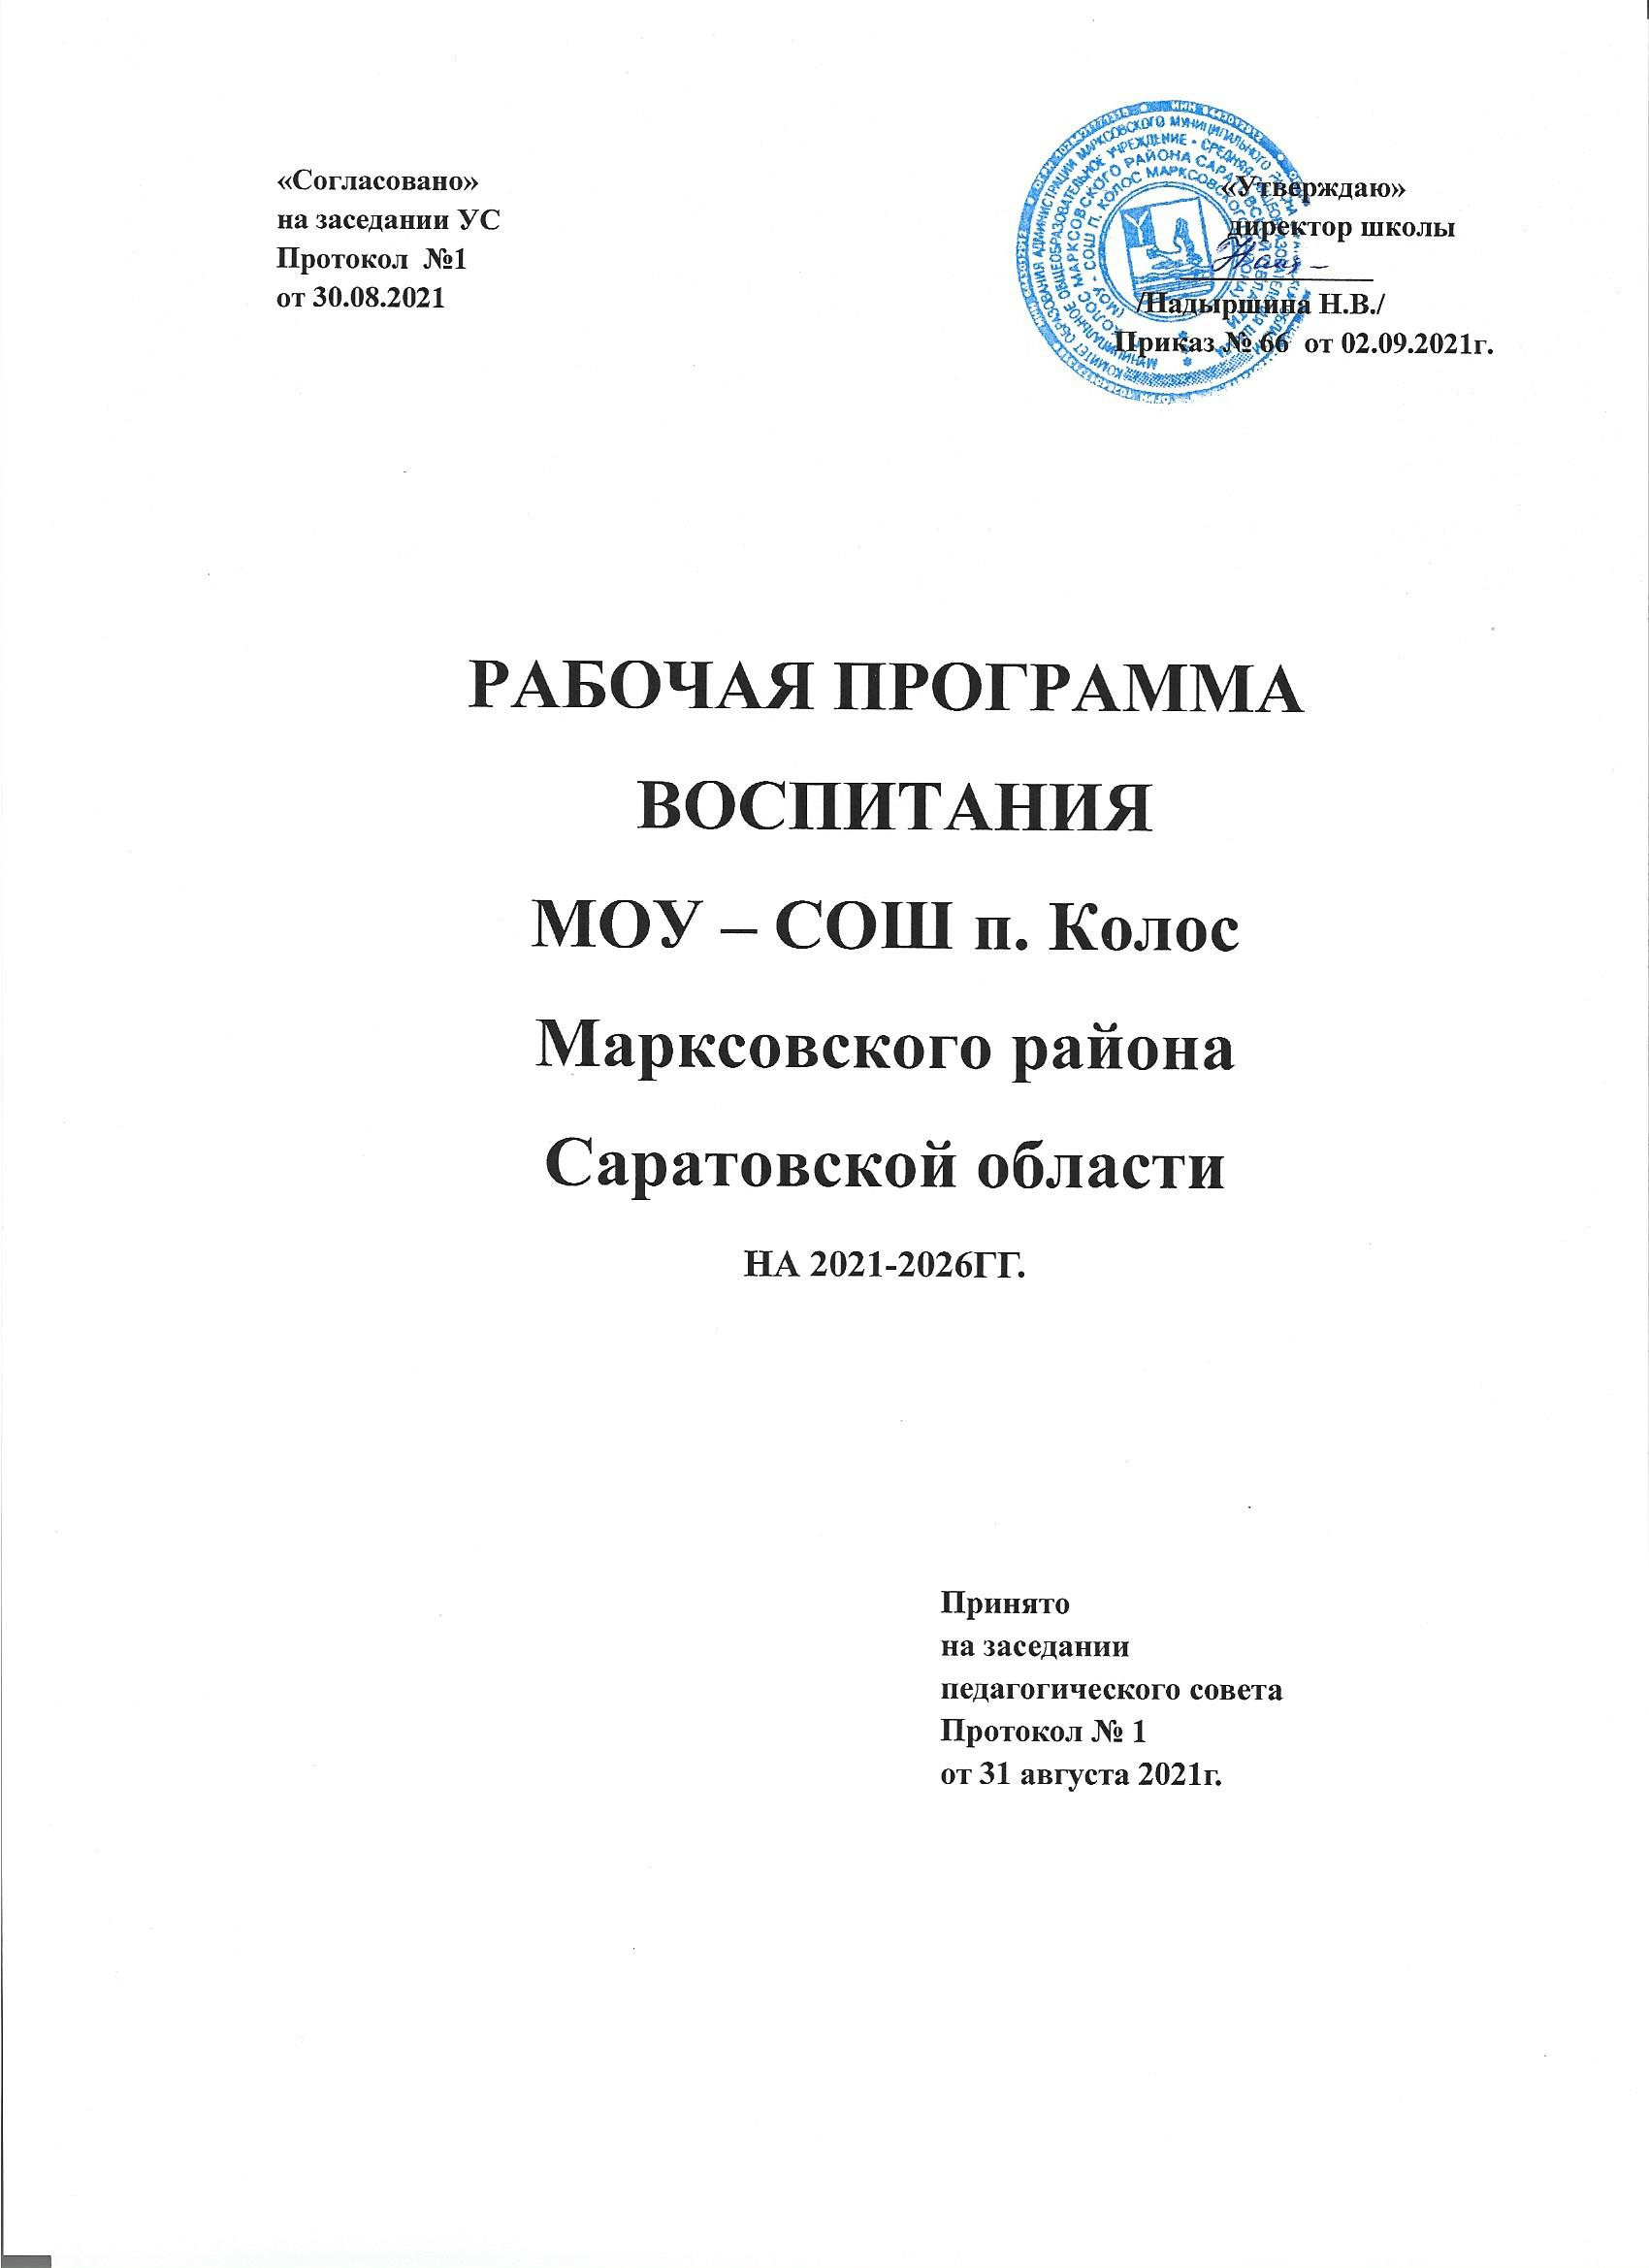 «Согласовано»
на заседании УС
Протокол №1
от 30.08.2021
«Утверждаю»
директор школы
/Надыршина Н.В./
Приказ № 66 от 02.09.2021г.
РАБОЧАЯ ПРОГРАММА
ВОСПИТАНИЯ
МОУ – СОШ п. Колос
Марксовского района
Саратовской области
НА 2021-2026ГГ.
Принято
на заседании
педагогического совета
Протокол № 1
от 31 августа 2021г.